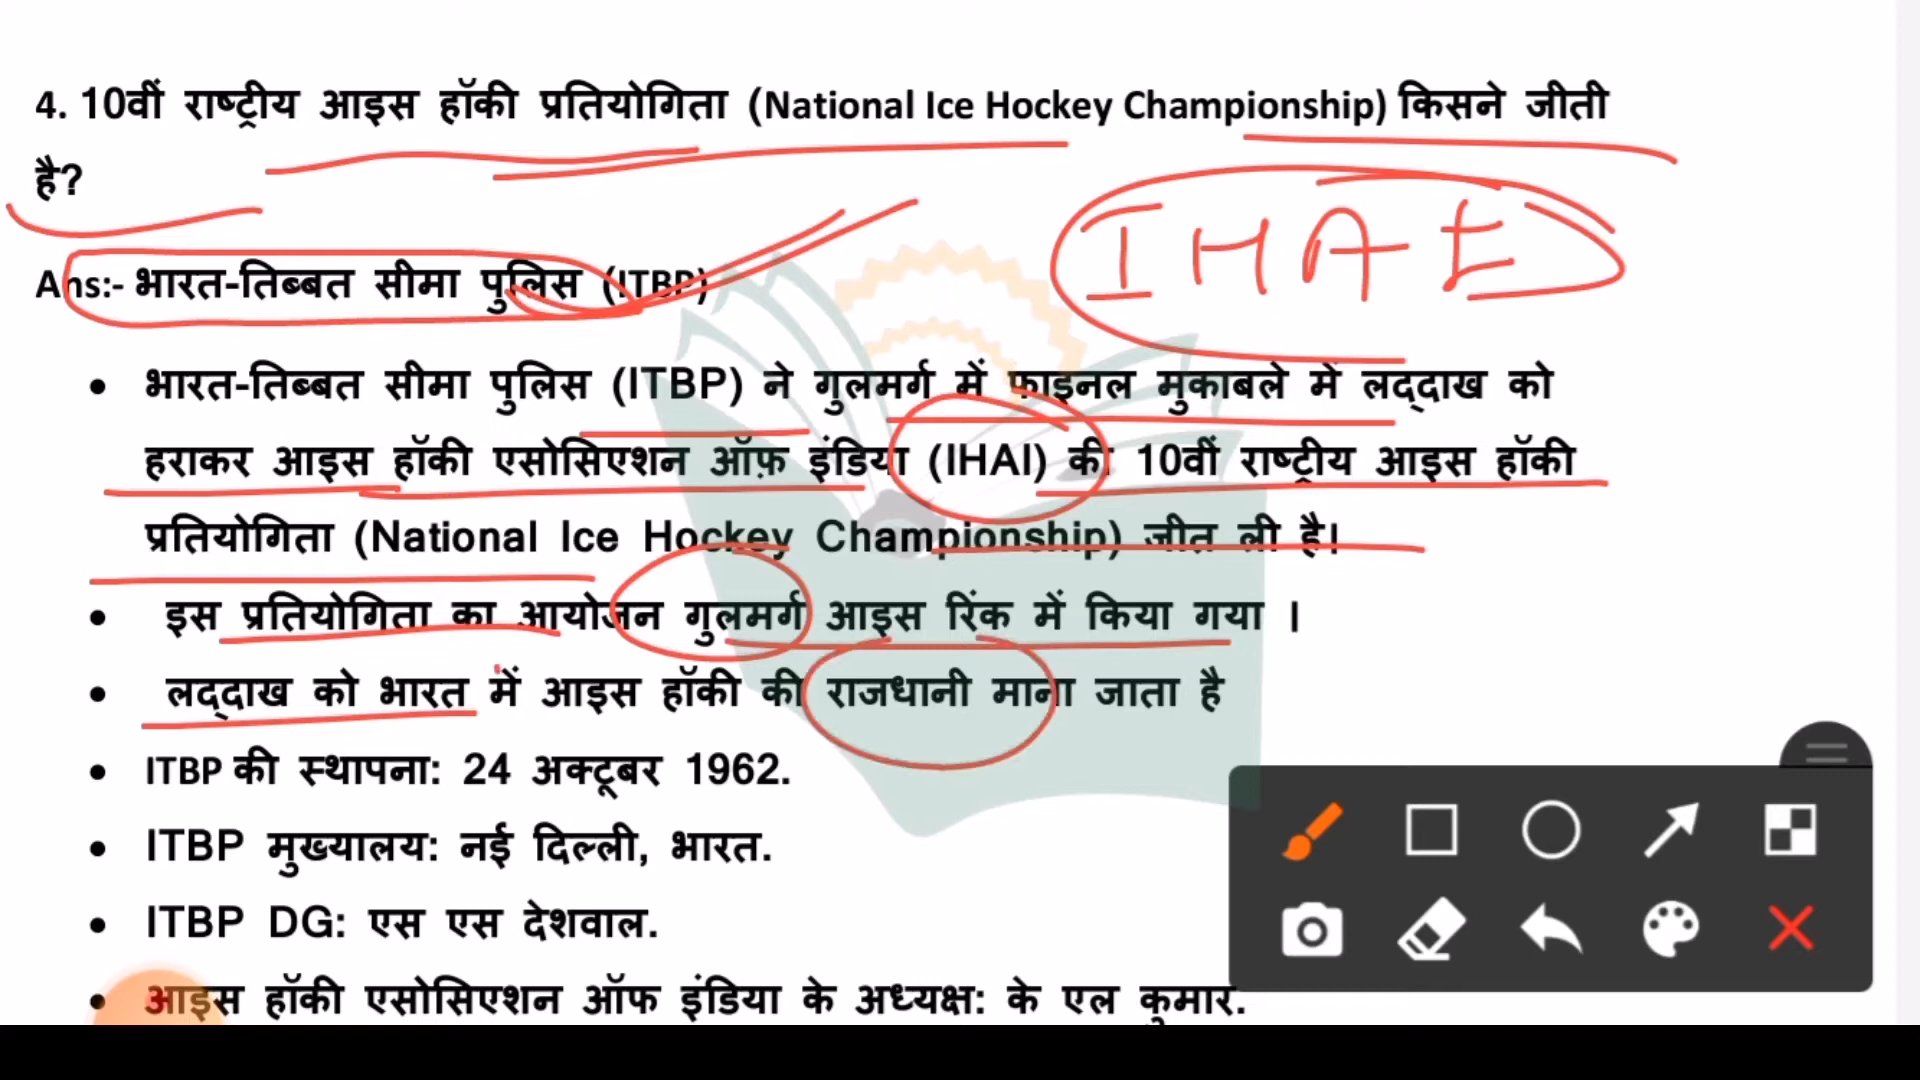 4. 10वीं राष्ट्रीय आइस हॉकी प्रतियोगिता (National Ice Hockey Championship) किसने जीती
है?
IHAE
Ans:- भारत-तिब्बत सीमा पुलिस (ITBP)
• भारत-तिब्बत सीमा पुलिस (ITBP) ने गुलमर्ग में फाइनल मुकाबले में लद्दाख को
हराकर आइस हॉकी एसोसिएशन ऑफ़ इंडिया (IHAI) की 10वीं राष्ट्रीय आइस हॉकी
प्रतियोगिता (National Ice Hockey Championship) जीत ली है।
• इस प्रतियोगिता का आयोजन गुलमर्ग आइस रिंक में किया गया ।
• लद्दाख को भारत में आइस हॉकी की राजधानी माना जाता है
• ITBP की स्थापना: 24 अक्टूबर 1962.
• ITBP मुख्यालय: नई दिल्ली, भारत.
• ITBP DG: एस एस देशवाल.
• आइस हॉकी एसोसिएशन ऑफ इंडिया के अध्यक्ष: के एल कुमार.